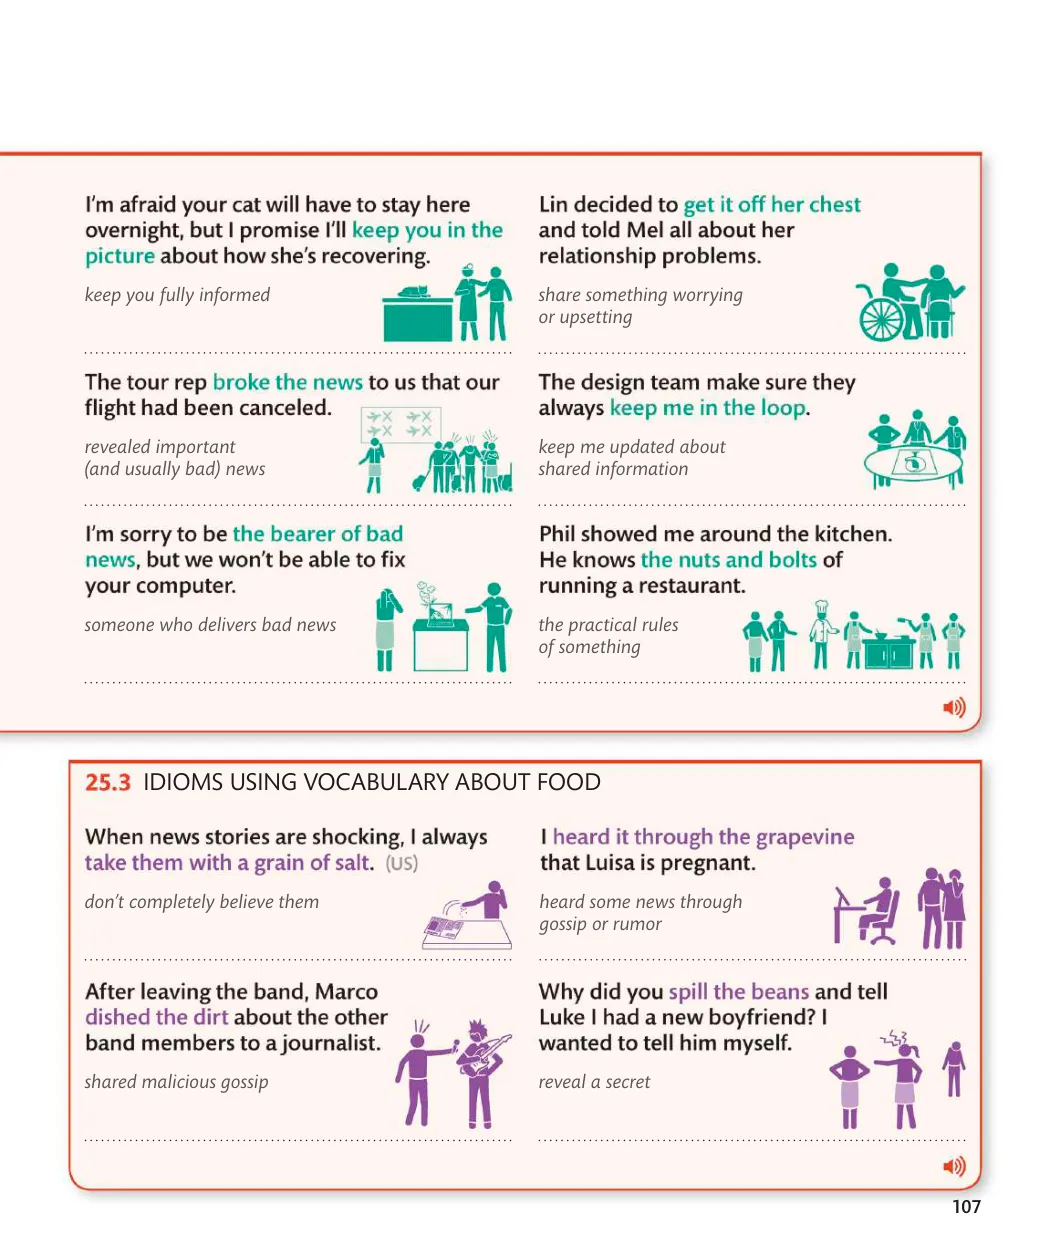 I'm afraid your cat will have to stay here
overnight, but I promise I'll keep you in the
picture about how she's recovering.
keep you fully informed
Lin decided to get it off her chest
and told Mel all about her
relationship problems.
share something worrying
or upsetting
The tour rep broke the news to us that our
flight had been canceled.
revealed important
(and usually bad) news
The design team make sure they
always keep me in the loop.
keep me updated about
shared information
I'm sorry to be the bearer of bad
news, but we won't be able to fix
your computer.
someone who delivers bad news
Phil showed me around the kitchen.
He knows the nuts and bolts of
running a restaurant.
the practical rules
of something
25.3 IDIOMS USING VOCABULARY ABOUT FOOD
When news stories are shocking, I always
take them with a grain of salt. (US)
don't completely believe them
I heard it through the grapevine
that Luisa is pregnant.
heard some news through
gossip or rumor
After leaving the band, Marco
dished the dirt about the other
band members to a journalist.
shared malicious gossip
Why did you spill the beans and tell
Luke I had a new boyfriend? I
wanted to tell him myself.
reveal a secret
107